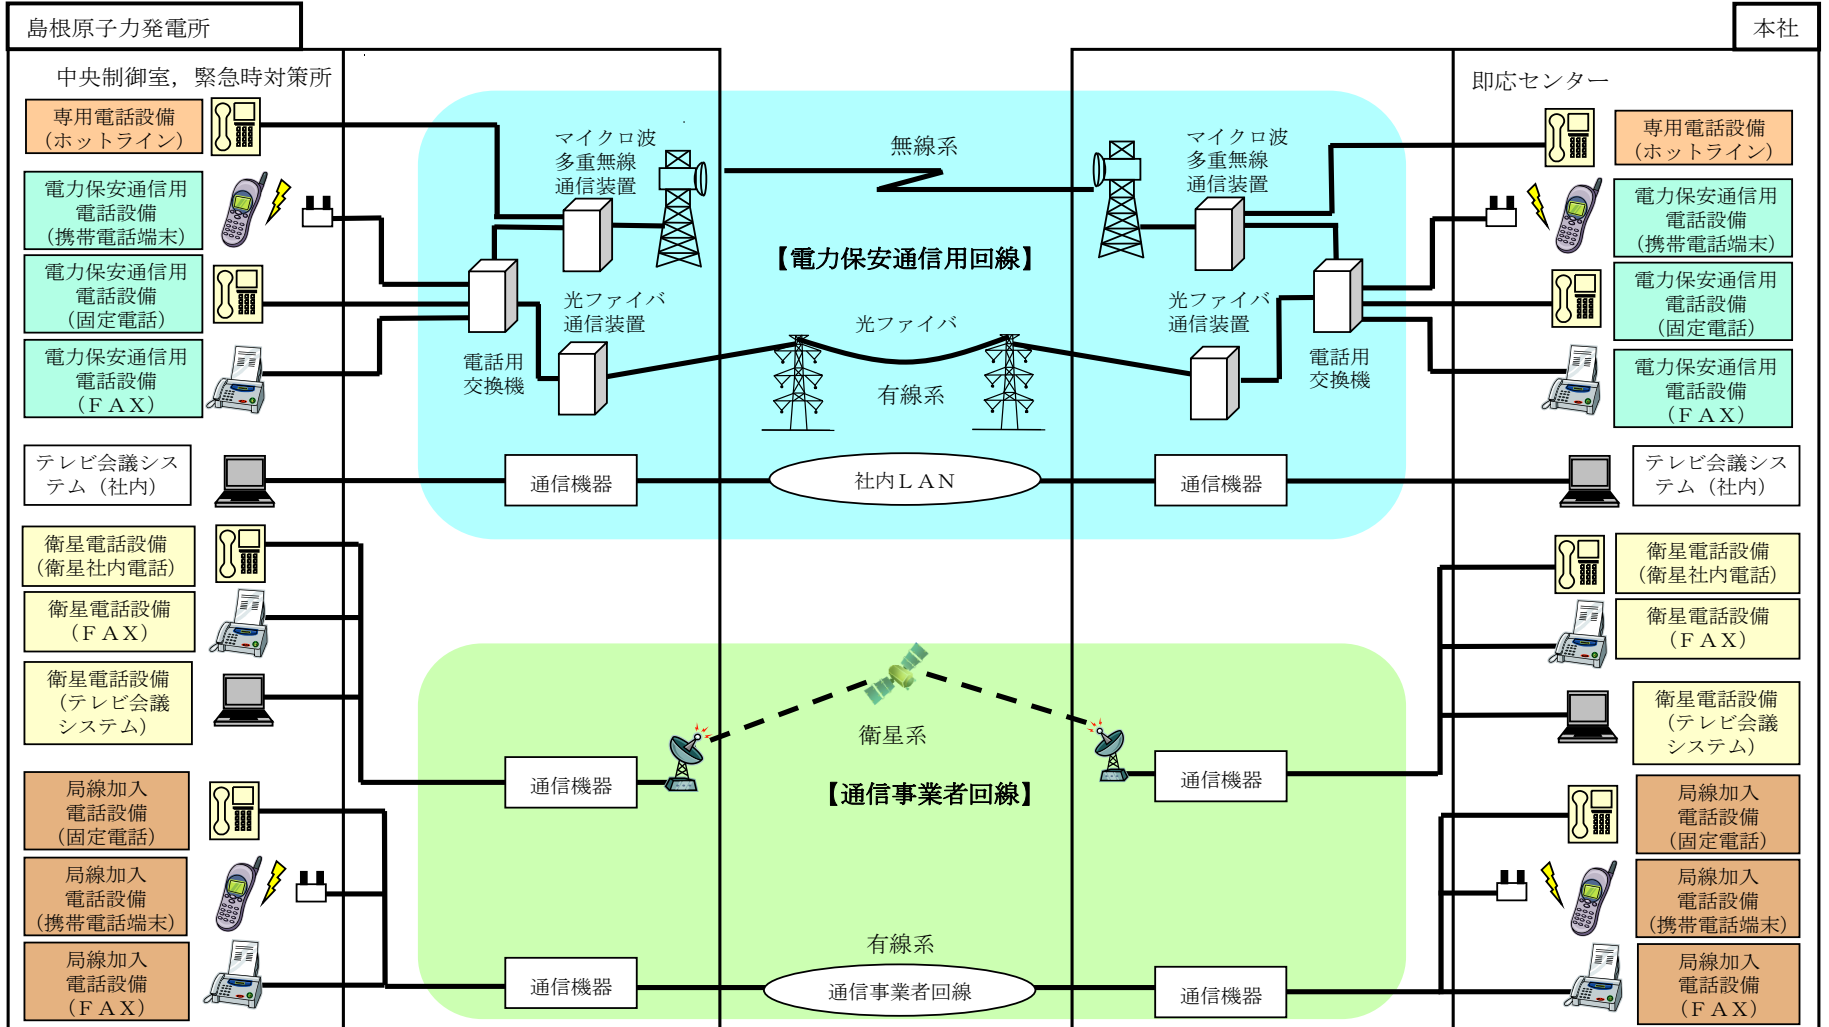 島根原子力発電所
本社
中央制御室，緊急時対策所
即応センター
専用電話設備
（ホットライン）
電力保安通信用
電話設備
（携帯電話端末）
電力保安通信用
電話設備
（固定電話）
電力保安通信用
電話設備
（ＦＡＸ）
テレビ会議シス
テム（社内）
衛星電話設備
（衛星社内電話）
衛星電話設備
（ＦＡＸ）
衛星電話設備
（テレビ会議
システム）
局線加入
電話設備
（固定電話）
局線加入
電話設備
（携帯電話端末）
局線加入
電話設備
（ＦＡＸ）
マイクロ波
多重無線
通信装置
光ファイバ
通信装置
電話用
交換機
無線系
【電力保安通信用回線】
光ファイバ
有線系
マイクロ波
多重無線
通信装置
光ファイバ
通信装置
電話用
交換機
通信機器
社内ＬＡＮ
通信機器
衛星系
【通信事業者回線】
通信機器
通信機器
有線系
通信機器
通信事業者回線
通信機器
専用電話設備
（ホットライン）
電力保安通信用
電話設備
（携帯電話端末）
電力保安通信用
電話設備
（固定電話）
電力保安通信用
電話設備
（ＦＡＸ）
テレビ会議シス
テム（社内）
衛星電話設備
（衛星社内電話）
衛星電話設備
（ＦＡＸ）
衛星電話設備
（テレビ会議
システム）
局線加入
電話設備
（固定電話）
局線加入
電話設備
（携帯電話端末）
局線加入
電話設備
（ＦＡＸ）